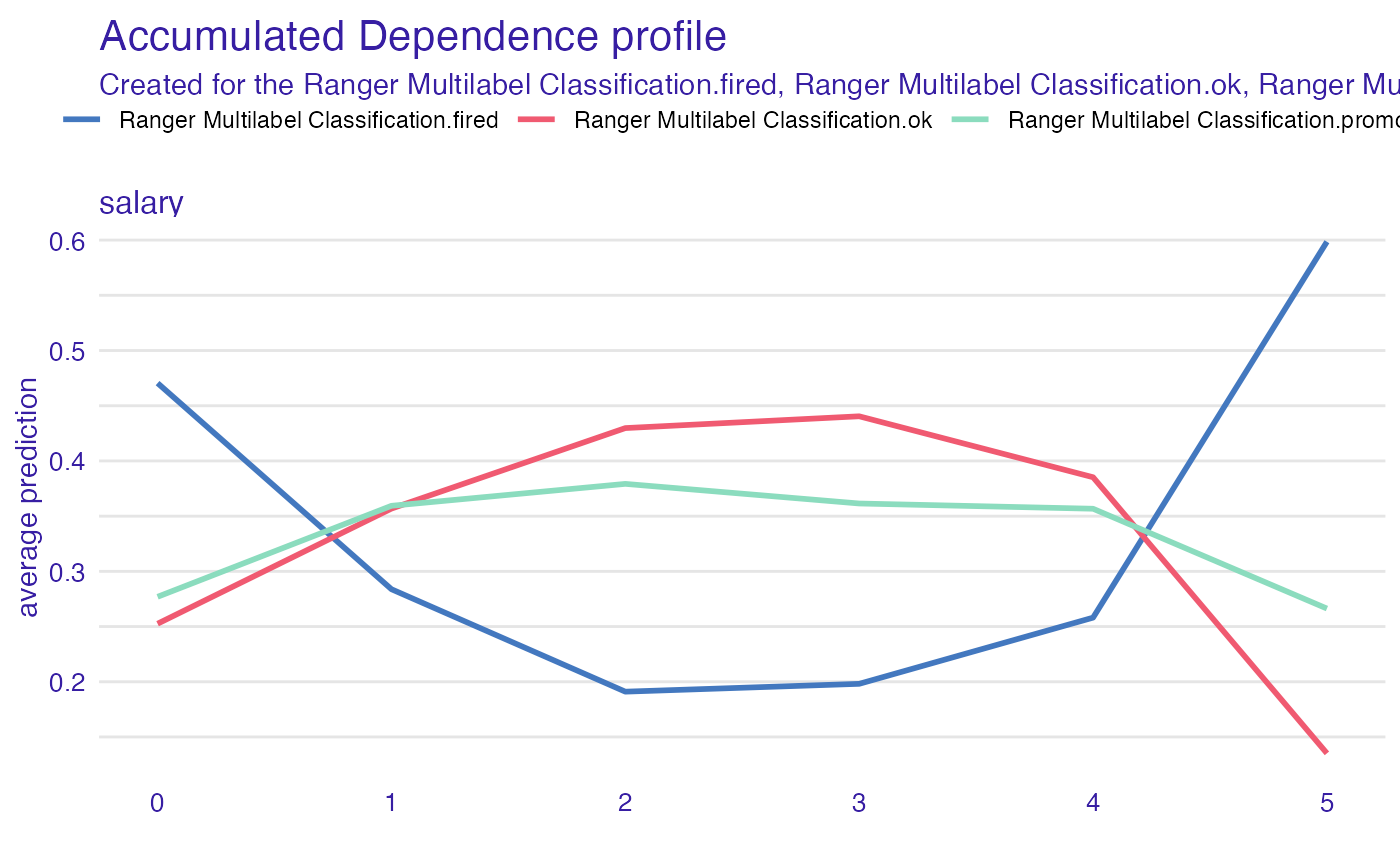 Accumulated Dependence profile
Created for the Ranger Multilabel Classification.fired, Ranger Multilabel Classification.ok, Ranger Mu
Ranger Multilabel Classification.fired Ranger Multilabel Classification.ok Ranger Multilabel Classification.promo
salary
0.6
0.5
0.4
0.3
0.2
average prediction
0 1 2 3 4 5